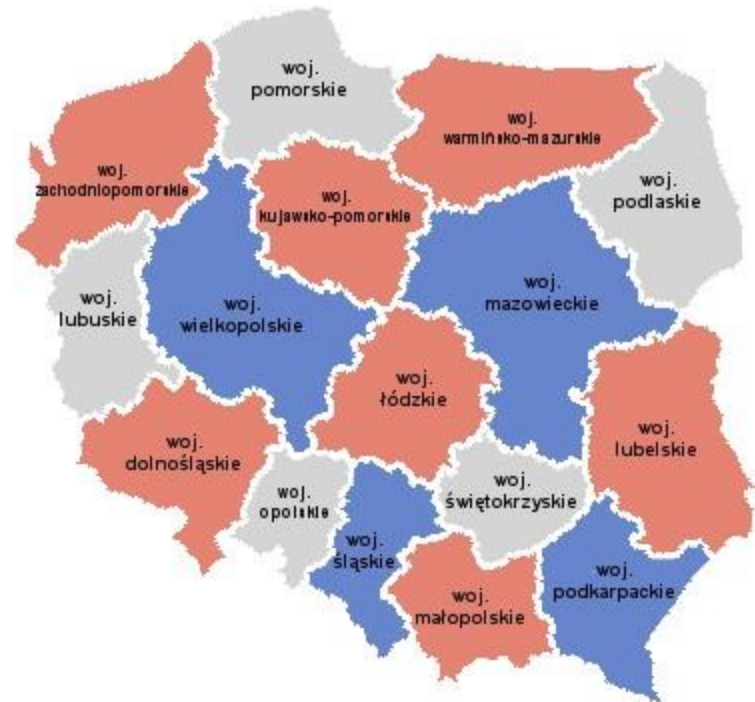 woj.
pomorskie
woj.
warmińsko-mazurskie
woj.
zachodniopomorskie
woj.
kujawsko-pomorskie
woj.
podlaskie
woj.
lubuskie
woj.
wielkopolskie
woj.
mazowieckie
woj.
łódzkie
woj.
dolnośląskie
woj.
lubelskie
woj.
opolskie
woj.
świętokrzyskie
woj.
śląskie
woj.
podkarpackie
woj.
małopolskie